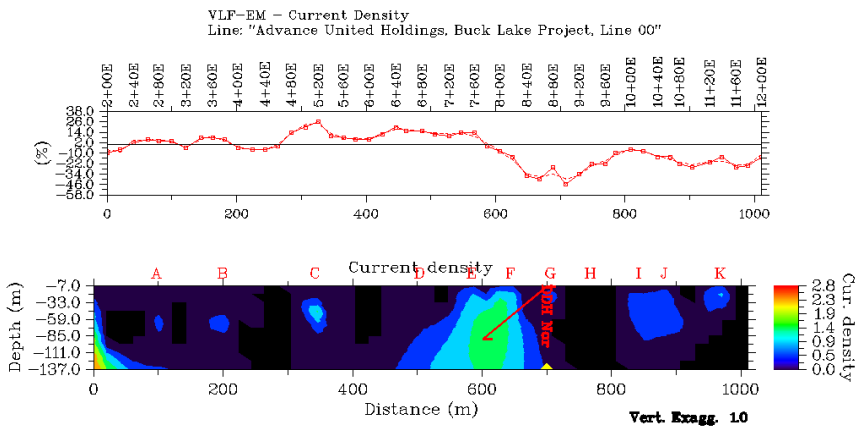 VLF-EM - Current Density
Line: "Advance United Holdings, Buck Lake Project, Line 00"
2+00E 2+40E 2+80E 3+20E 3+60E 4+00E 4+40E 4+80E 5+20E 5+60E 6+00E 6+40E 6+80E 7+20E 7+60E 8+00E 8+40E 8+80E 9+20E 9+60E 10+00E 10+40E 10+80E 11+20E 11+60E 12+00E
(%)
38.0
26.0
14.0
2.0
-10.0
-22.0
-34.0
-46.0
-58.0
0 200 400 600 800 1000
Current density
A B C D E F G H I J K
Depth (m)
-7.0
-33.0
-59.0
-85.0
-111.0
-137.0
DDH Nor
2.8
2.4
1.9
1.4
0.9
0.5
0.0
Cur. density
0 200 400 600 800 1000
Distance (m)
Vert. Exagg. 1.0